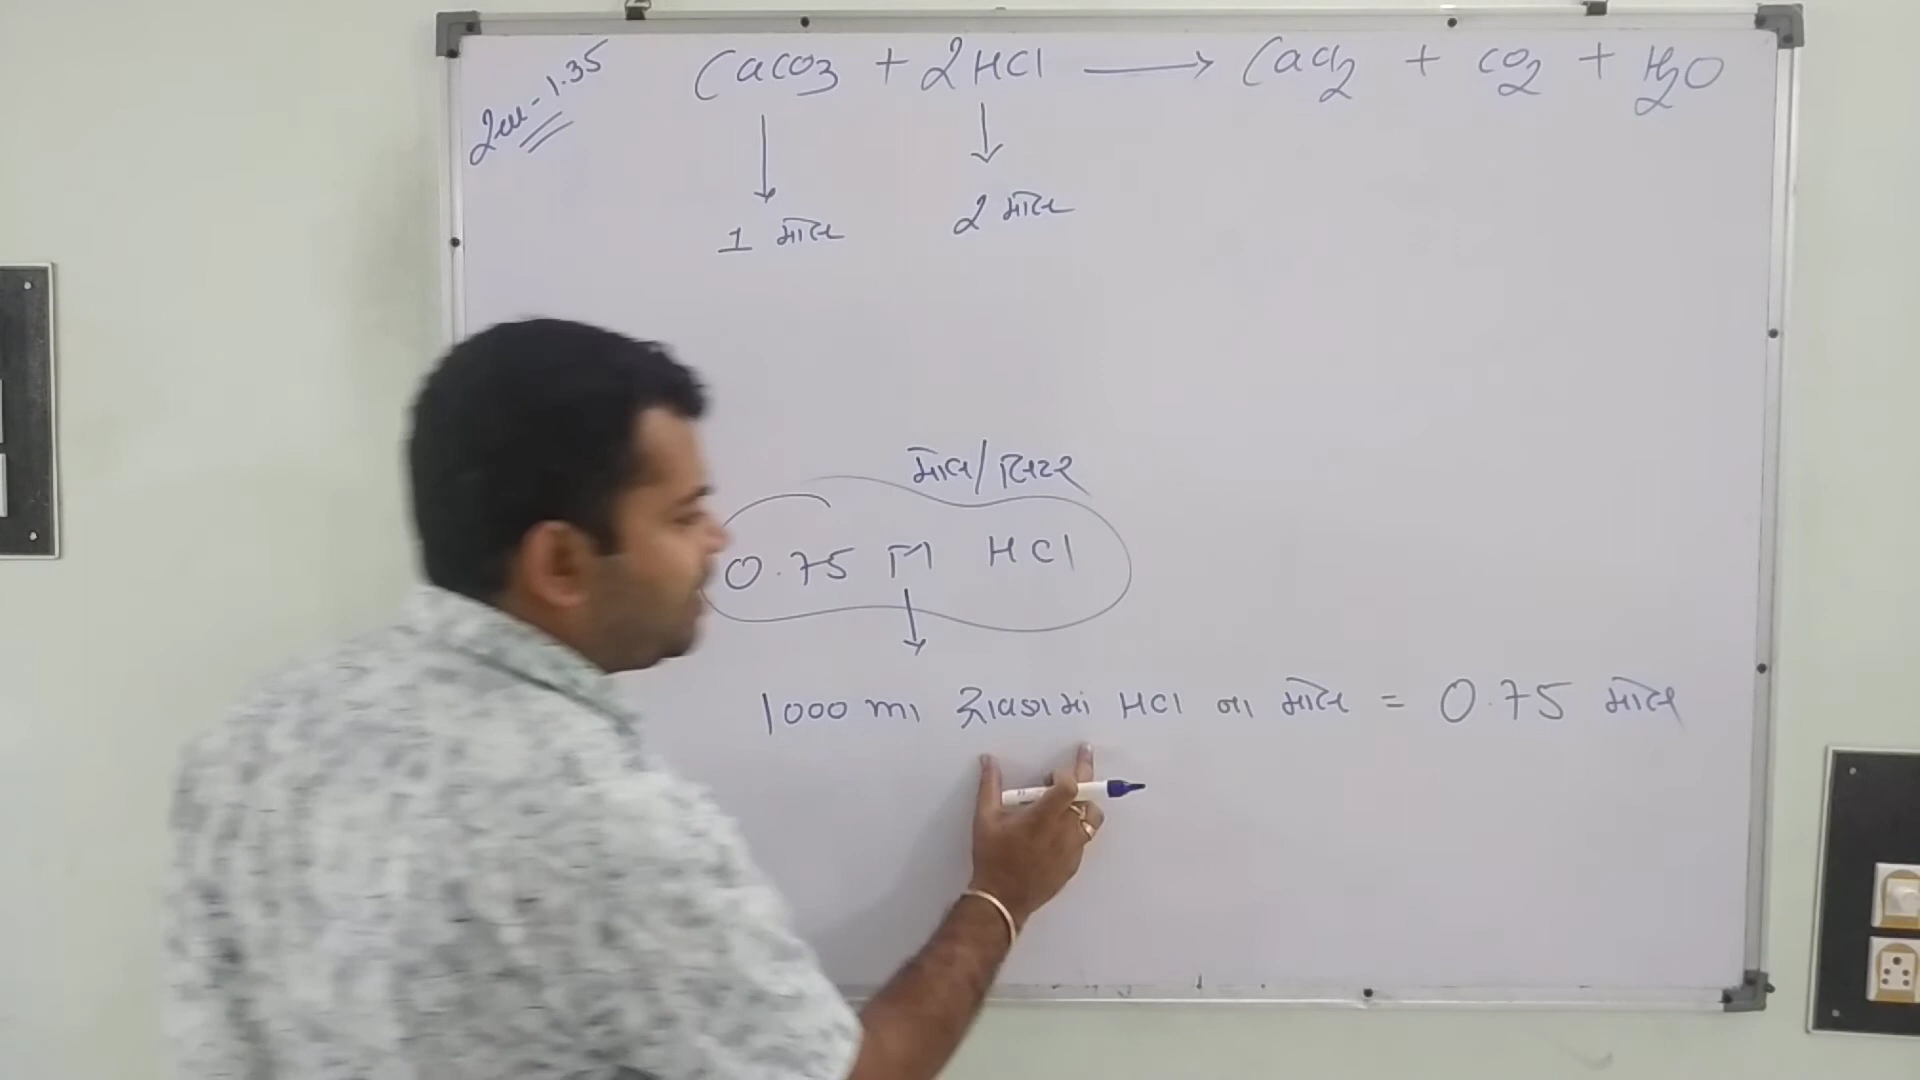 CaCO3 + 2HCl → CaCl2 + CO2 + H2O
1.35
1 મોલ
2 મોલ
મોલ/લિટર
0.75 M HCl
1000 ml દ્રાવણમાં HCl ના મોલ = 0.75 મોલ